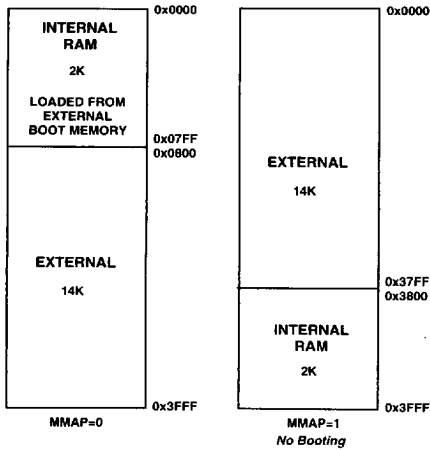 0x0000
INTERNAL
RAM
2K
LOADED FROM
EXTERNAL
BOOT MEMORY
0x07FF
0x0800
EXTERNAL
14K
0x3FFF
MMAP=0
0x0000
EXTERNAL
14K
0x37FF
0x3800
INTERNAL
RAM
2K
0x3FFF
MMAP=1
No Booting